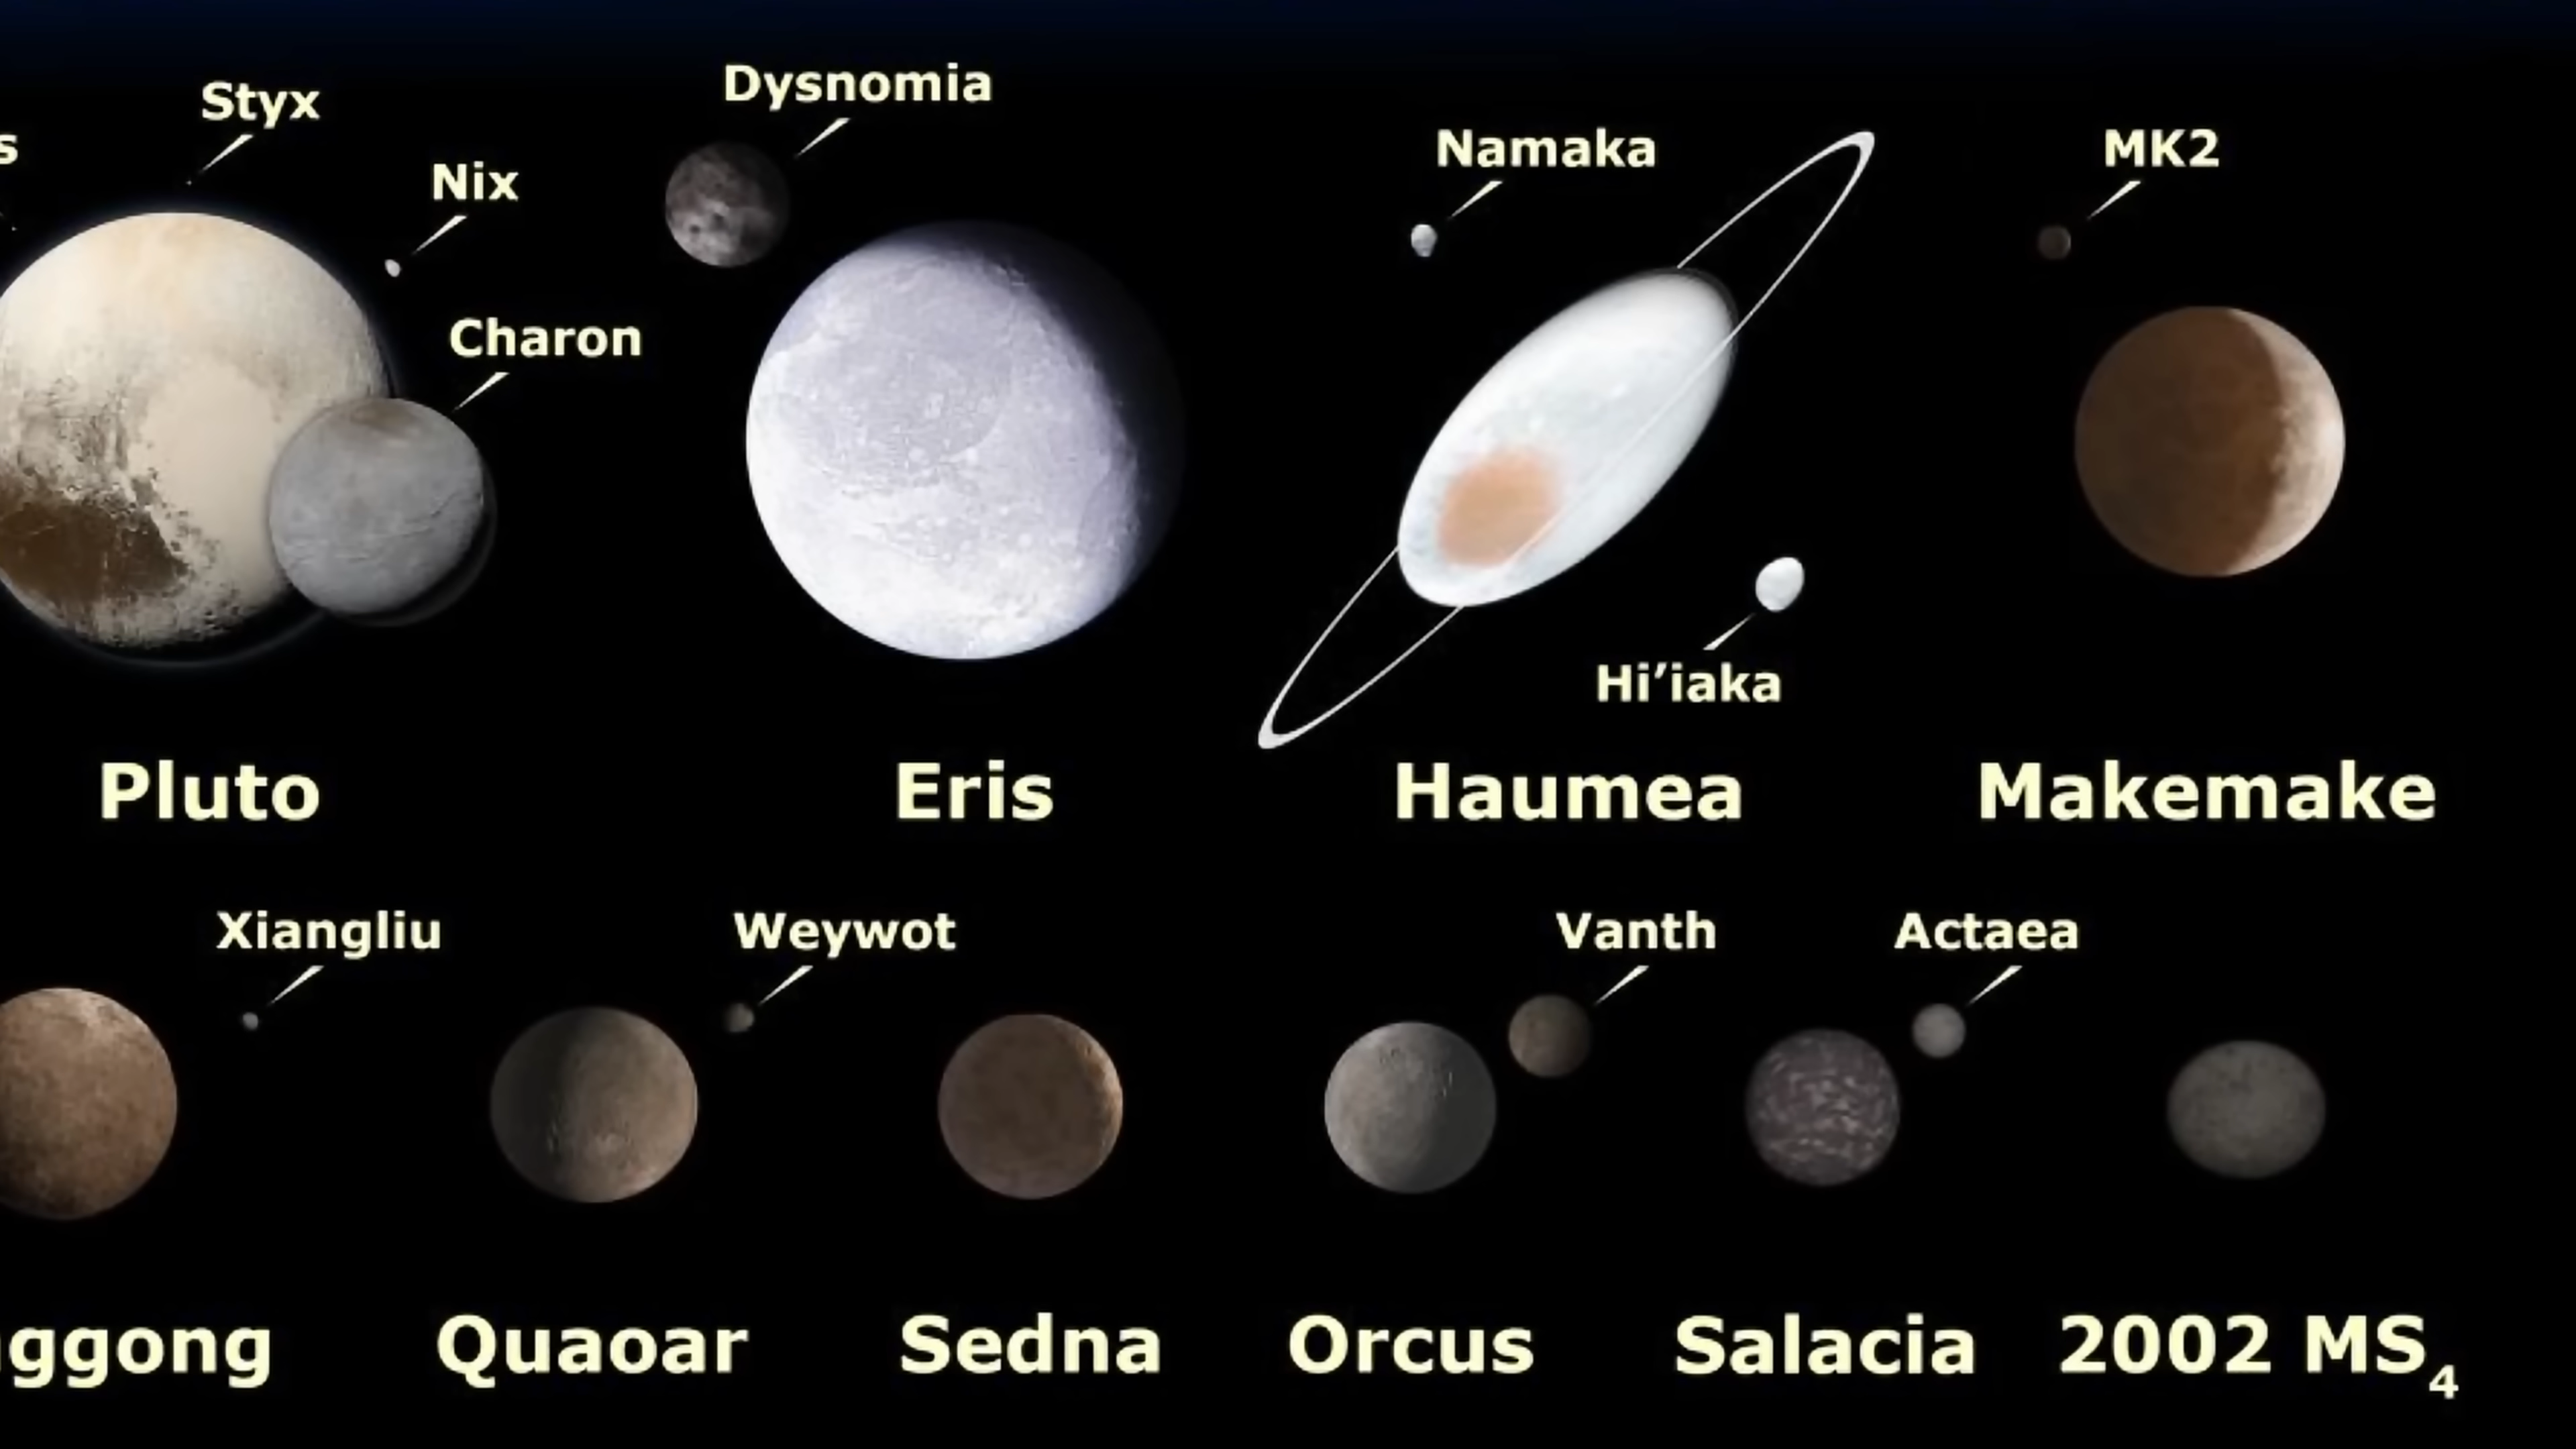 Dysnomia
Styx
s
Namaka
MK2
Nix
Charon
Hi’iaka
Pluto Eris Haumea Makemake
Xiangliu Weywot Vanth Actaea
ggong Quaoar Sedna Orcus Salacia 2002 MS₄